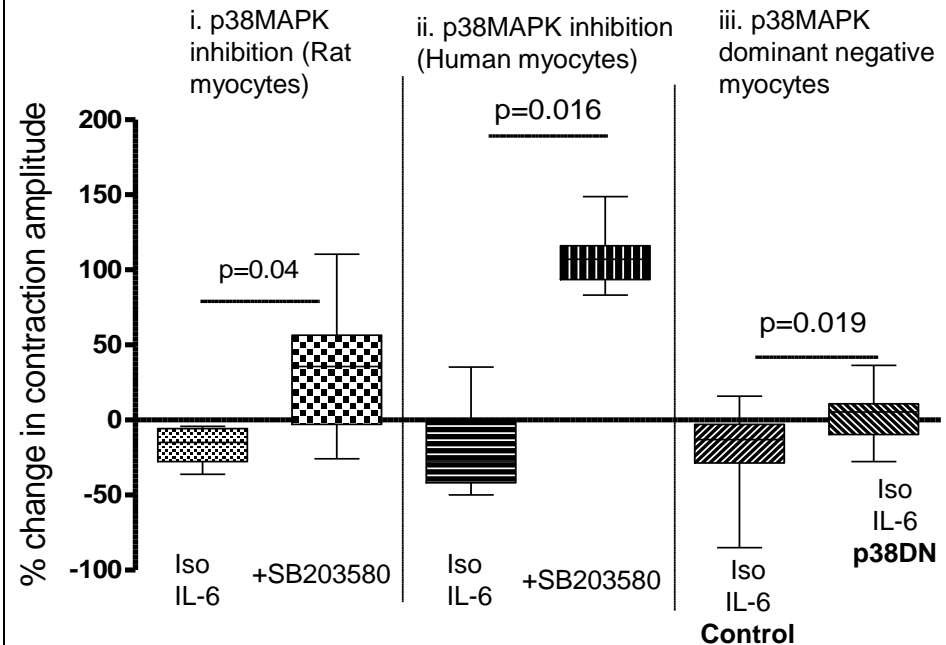 i. p38MAPK
inhibition (Rat
myocytes)
ii. p38MAPK inhibition
(Human myocytes)
iii. p38MAPK
dominant negative
myocytes
% change in contraction amplitude
200
150
100
50
0
-50
-100
p=0.04
p=0.016
p=0.019
Iso
IL-6
+SB203580
Iso
IL-6
+SB203580
Iso
IL-6
Control
Iso
IL-6
p38DN